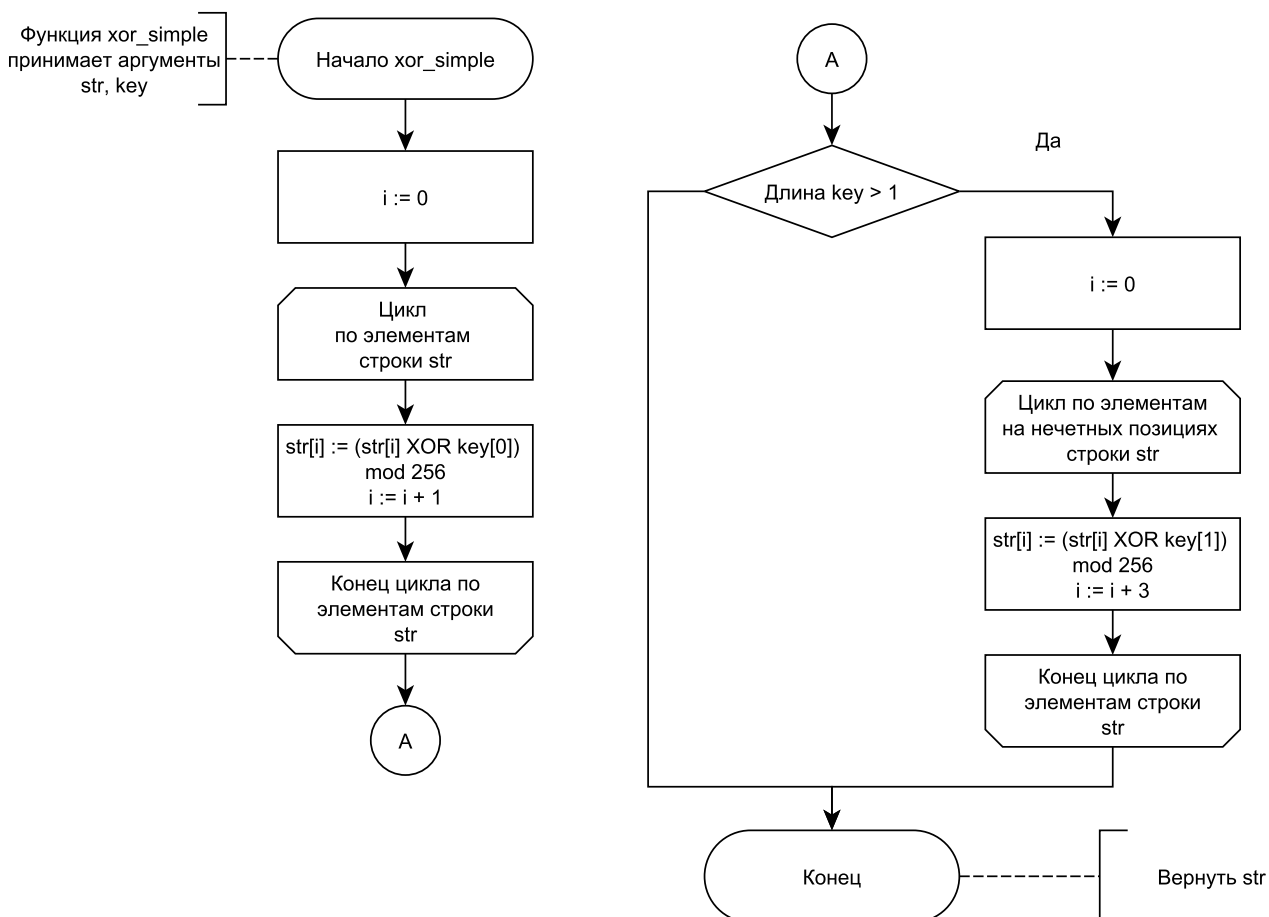 Функция xor_simple
принимает аргументы
str, key
Начало xor_simple
i := 0
Цикл
по элементам
строки str
str[i] := (str[i] XOR key[0])
mod 256
i := i + 1
Конец цикла по
элементам строки
str
A
A
Да
Длина key > 1
i := 0
Цикл по элементам
на нечетных позициях
строки str
str[i] := (str[i] XOR key[1])
mod 256
i := i + 3
Конец цикла по
элементам строки
str
Конец
Вернуть str